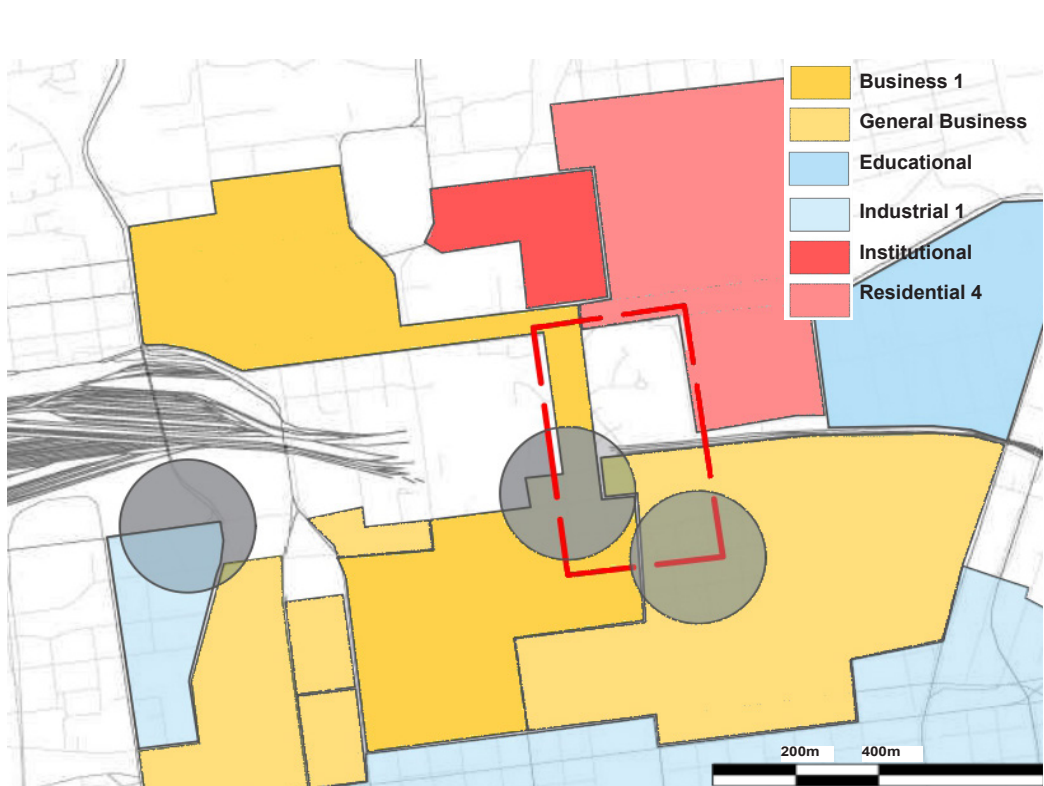 Business 1
General Business
Educational
Industrial 1
Institutional
Residential 4
200m 400m